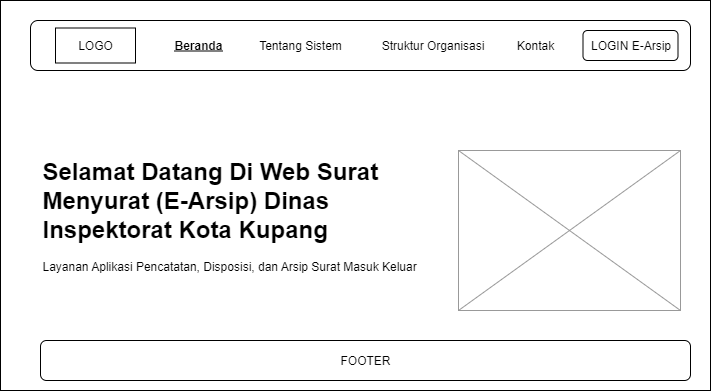 LOGO Beranda Tentang Sistem Struktur Organisasi Kontak LOGIN E-Arsip
Selamat Datang Di Web Surat
Menyurat (E-Arsip) Dinas
Inspektorat Kota Kupang
Layanan Aplikasi Pencatatan, Disposisi, dan Arsip Surat Masuk Keluar
FOOTER